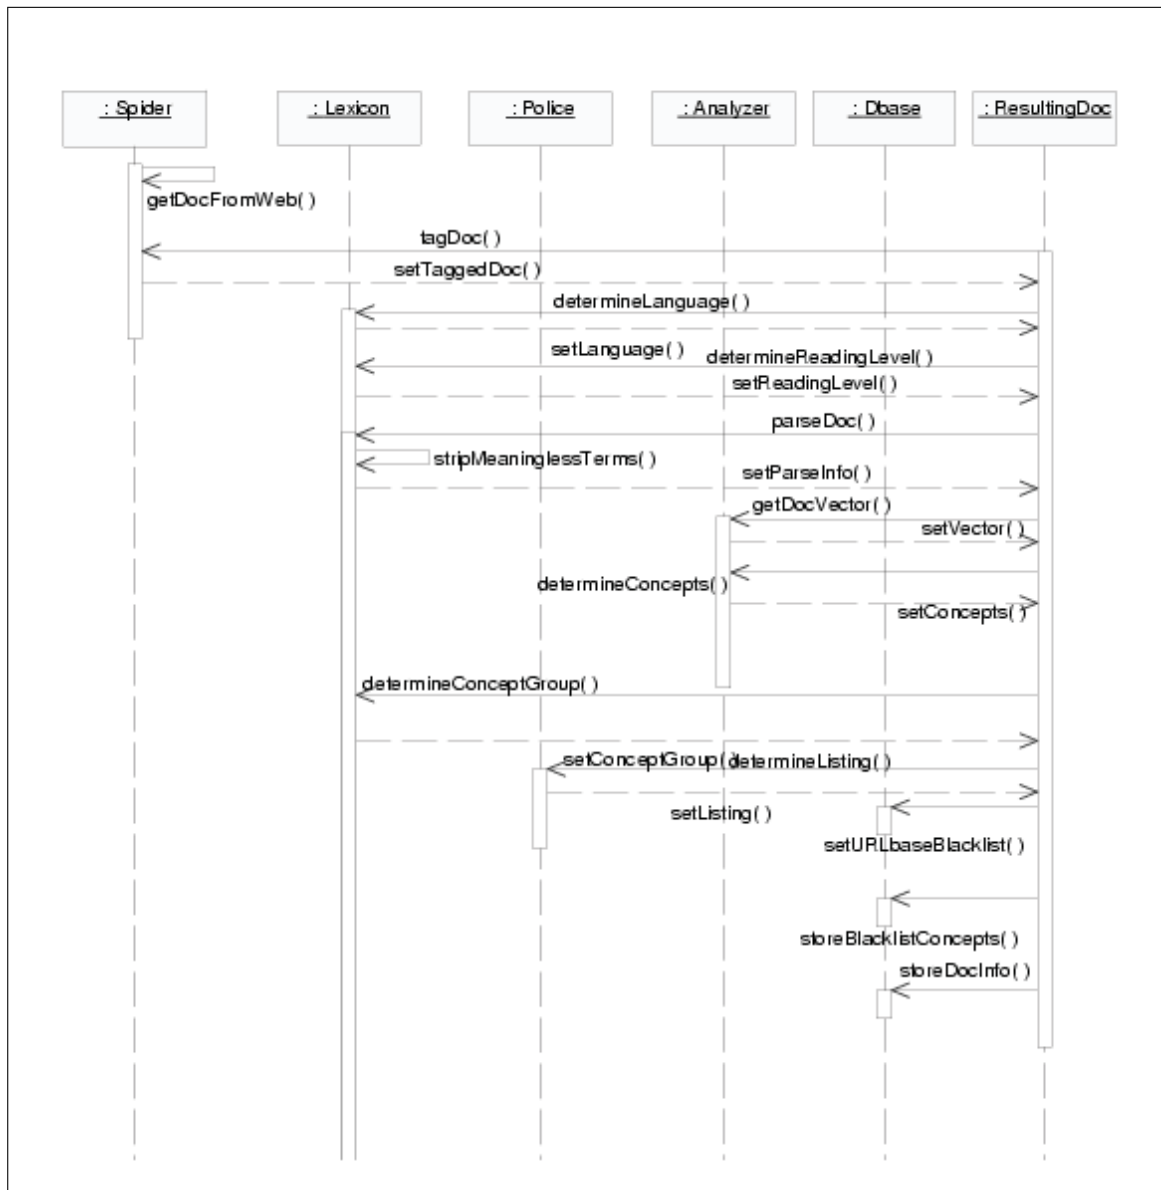 : Spider
: Lexicon
: Police
: Analyzer
: Dbase
: ResultingDoc
getDocFromWeb( )
tagDoc( )
setTaggedDoc( )
determineLanguage( )
setLanguage( )
determineReadingLevel( )
setReadingLevel( )
parseDoc( )
stripMeaninglessTerms( )
setParseInfo( )
getDocVector( )
setVector( )
determineConcepts( )
setConcepts( )
determineConceptGroup( )
setConceptGroup( )
determineListing( )
setListing( )
setURLbaseBlacklist( )
storeBlacklistConcepts( )
storeDocInfo( )